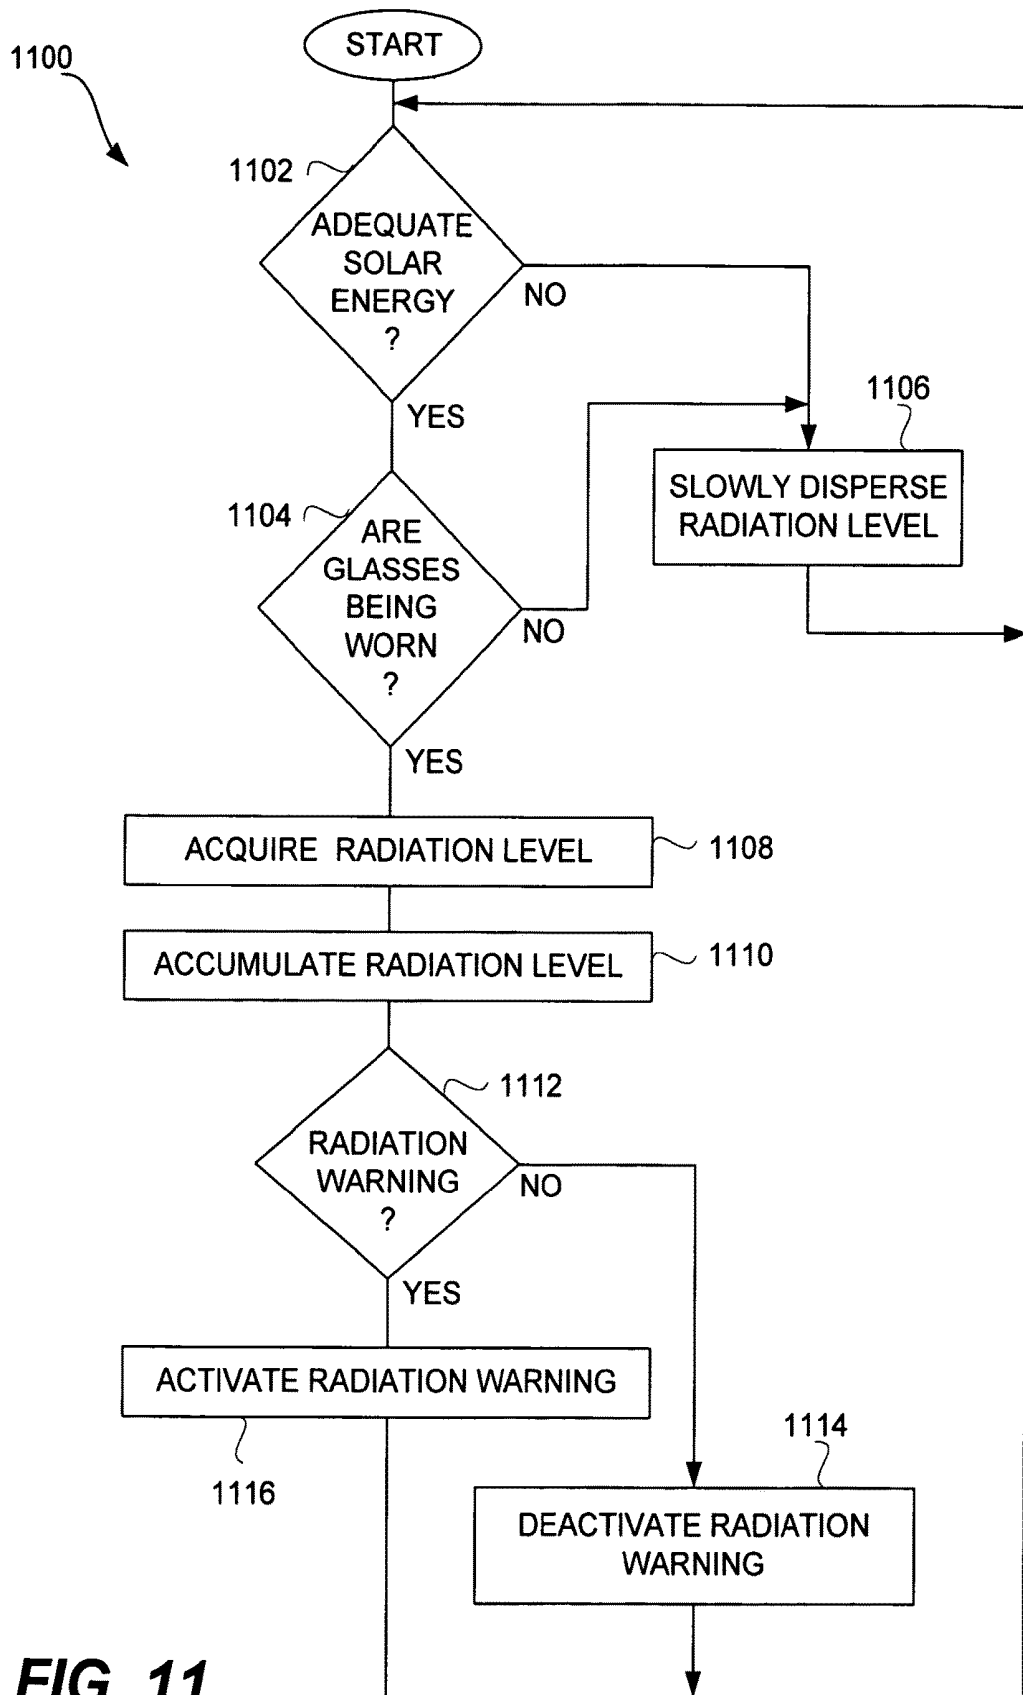 START
1100
1102
ADEQUATE
SOLAR
ENERGY
?
NO
YES
1106
SLOWLY DISPERSE
RADIATION LEVEL
1104
ARE
GLASSES
BEING
WORN
?
NO
YES
ACQUIRE RADIATION LEVEL
1108
ACCUMULATE RADIATION LEVEL
1110
1112
RADIATION
WARNING
?
NO
YES
ACTIVATE RADIATION WARNING
1116
1114
DEACTIVATE RADIATION
WARNING
FIG. 11